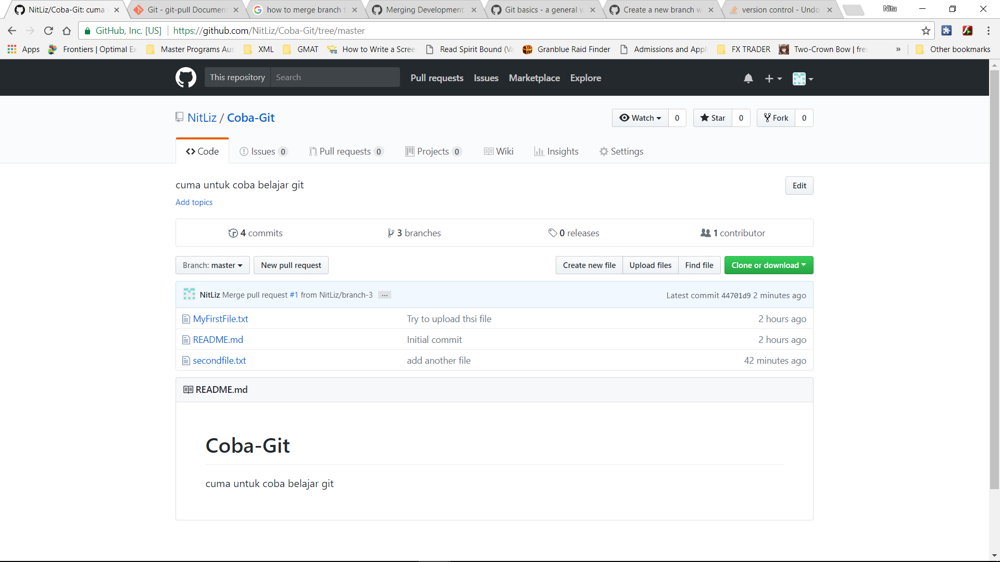 NitLiz/Coba-Git: cuma
Git - git-pull Document
how to merge branch t
Merging Development
Git basics - a general w
Create a new branch w
version control - Undo
Nita
GitHub, Inc. [US]
https://github.com/NitLiz/Coba-Git/tree/master
Apps
Frontiers | Optimal Ex
Master Programs Aus
XML
GMAT
How to Write a Scree
Read Spirit Bound (Va
Granblue Raid Finder
Admissions and Appli
FX TRADER
Two-Crown Bow | freu
»
Other bookmarks
This repository
Search
Pull requests
Issues
Marketplace
Explore
NitLiz / Coba-Git
Watch 0
Star 0
Fork 0
Code
Issues 0
Pull requests 0
Projects 0
Wiki
Insights
Settings
cuma untuk coba belajar git
Edit
Add topics
4 commits
3 branches
0 releases
1 contributor
Branch: master
New pull request
Create new file
Upload files
Find file
Clone or download
NitLiz Merge pull request #1 from NitLiz/branch-3 ...
Latest commit 44701d9 2 minutes ago
MyFirstFile.txt
Try to upload thsi file
2 hours ago
README.md
Initial commit
2 hours ago
secondfile.txt
add another file
42 minutes ago
README.md
Coba-Git
cuma untuk coba belajar git